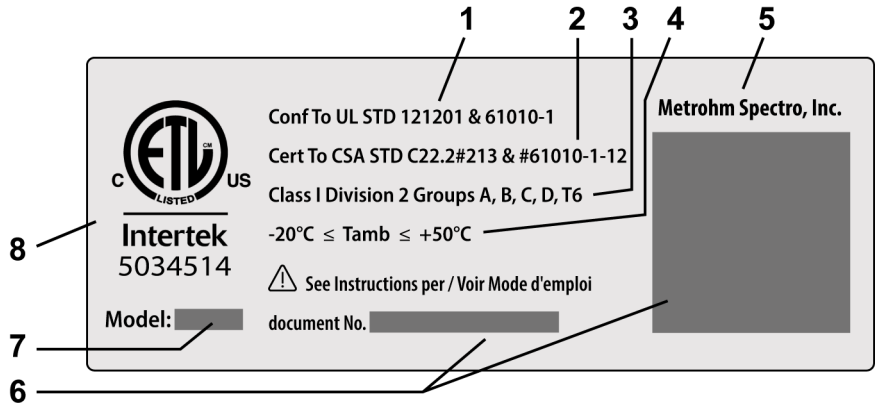 1 2 3 4 5
Conf To UL STD 121201 & 61010-1
Metrohm Spectro, Inc.
Cert To CSA STD C22.2#213 & #61010-1-12
Class I Division 2 Groups A, B, C, D, T6
-20°C ≤ Tamb ≤ +50°C
C ETL CM US
LISTED
Intertek
5034514
8
See Instructions per / Voir Mode d'emploi
Model:
document No.
7
6